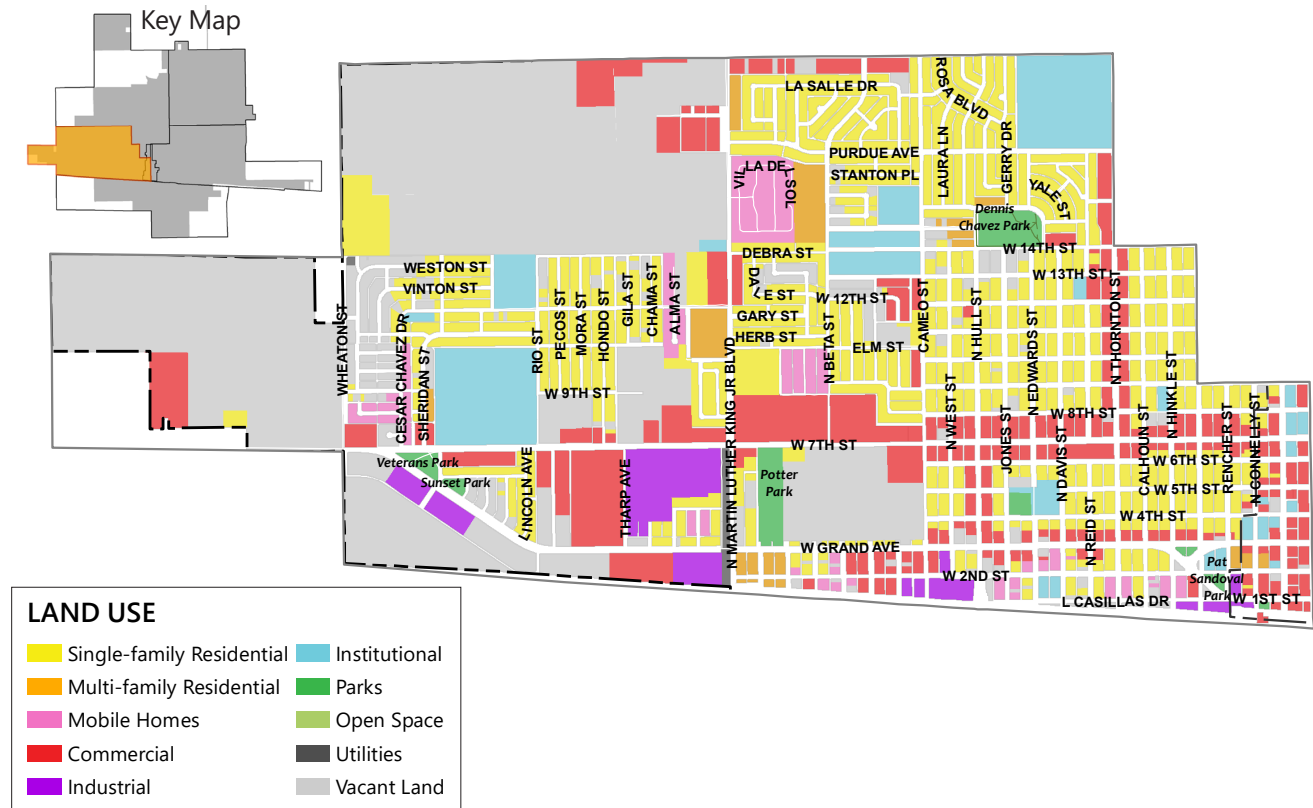 Key Map
LA SALLE DR
ROSA BLVD
PURDUE AVE
STANTON PL
LAURA LN
GERRY DR
YALE ST
VILLA DEL SOL
Dennis
Chavez Park
W 14TH ST
DEBRA ST
W 13TH ST
WESTON ST
VINTON ST
DALE ST
W 12TH ST
GARY ST
HERB ST
ELM ST
WHEATON ST
CESAR CHAVEZ DR
SHERIDAN ST
RIO ST
PECOS ST
MORA ST
HONDO ST
GILA ST
CHAMA ST
ALMA ST
N MARTIN LUTHER KING JR BLVD
N BETA ST
CAMEO ST
N HULL ST
N EDWARDS ST
N THORNTON ST
N HINKLE ST
W 9TH ST
W 8TH ST
W 7TH ST
N WEST ST
JONES ST
N DAVIS ST
CALHOUN ST
RENCHER ST
N CONNELLY ST
W 6TH ST
W 5TH ST
W 4TH ST
Veterans Park
Sunset Park
LINCOLN AVE
THARP AVE
Potter
Park
N REID ST
W GRAND AVE
W 2ND ST
Pat
Sandoval
Park
W 1ST ST
L CASILLAS DR
LAND USE
Single-family Residential
Multi-family Residential
Mobile Homes
Commercial
Industrial
Institutional
Parks
Open Space
Utilities
Vacant Land